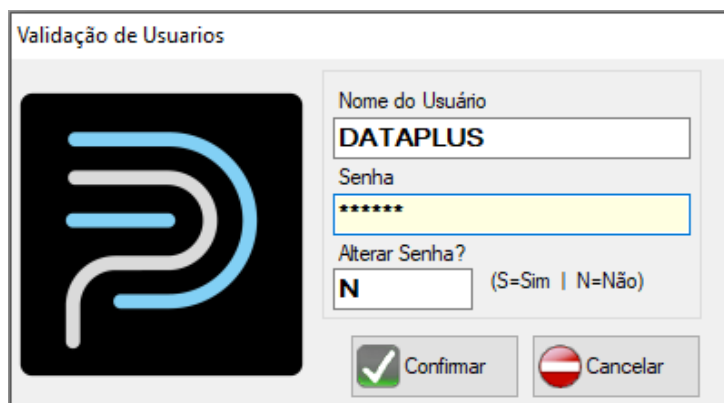 Validação de Usuarios
Nome do Usuário
DATAPLUS
Senha
******
Alterar Senha?
N (S=Sim | N=Não)
Confirmar Cancelar